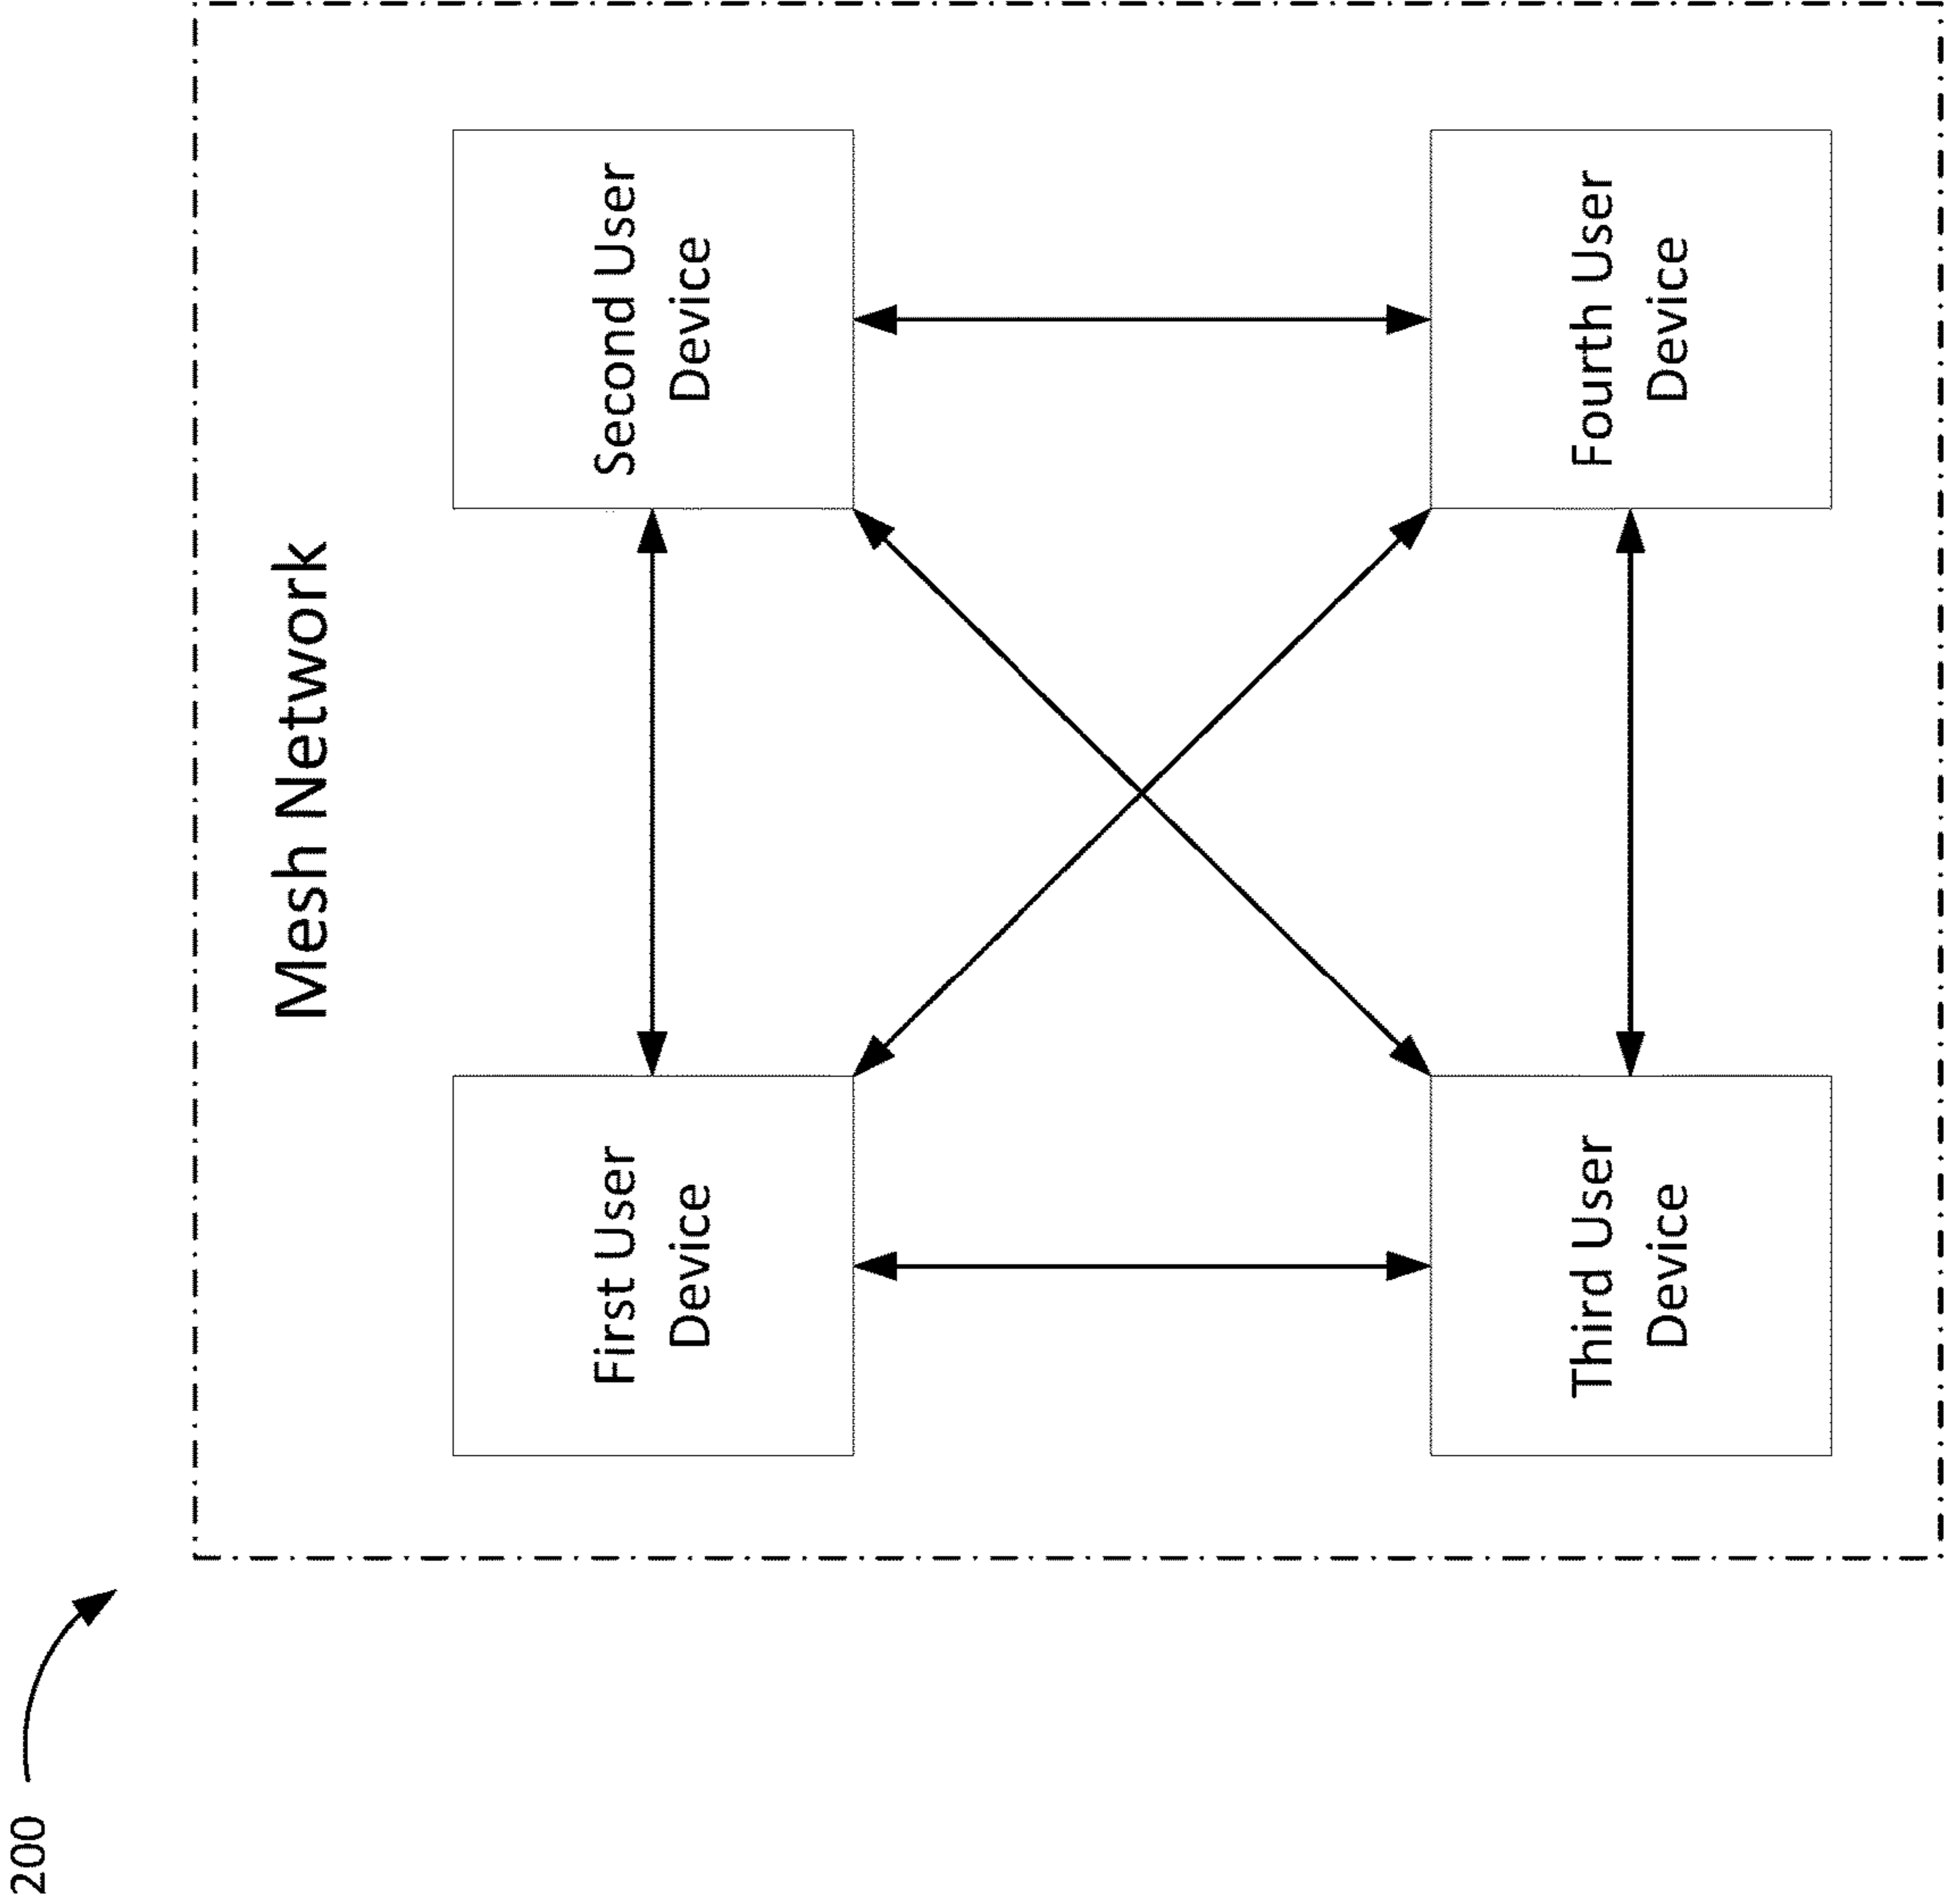 200
Mesh Network
First User
Device
Second User
Device
Third User
Device
Fourth User
Device